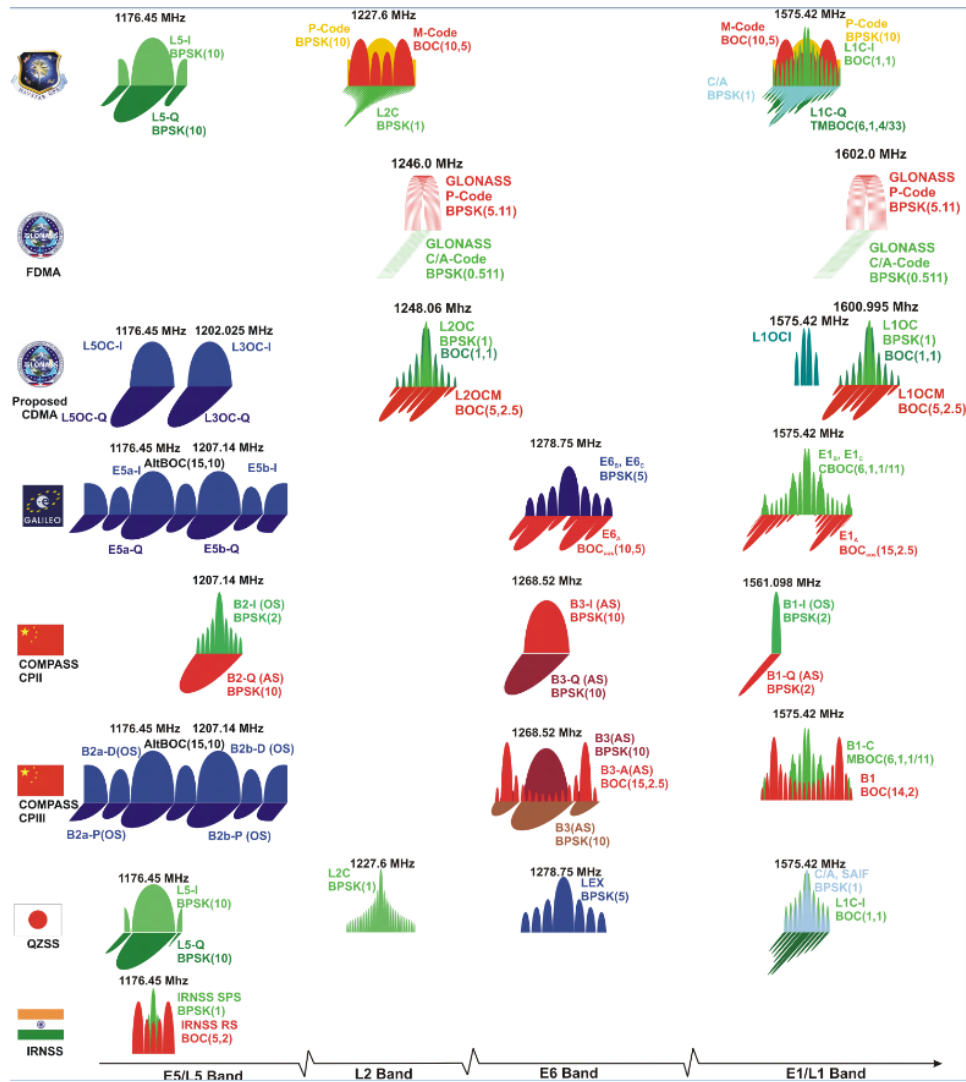 1176.45 MHz
L5-I
BPSK(10)
L5-Q
BPSK(10)
1227.6 MHz
P-Code
BPSK(10)
M-Code
BOC(10,5)
L2C
BPSK(1)
1575.42 MHz
M-Code
BOC(10,5)
P-Code
BPSK(10)
L1C-I
BOC(1,1)
C/A
BPSK(1)
L1C-Q
TMBOC(6,1,4/33)
GLONASS
FDMA
1246.0 MHz
GLONASS
P-Code
BPSK(5.11)
GLONASS
C/A-Code
BPSK(0.511)
1602.0 MHz
GLONASS
P-Code
BPSK(5.11)
GLONASS
C/A-Code
BPSK(0.511)
GLONASS
Proposed
CDMA
1176.45 MHz
1202.025 MHz
L5OC-I
L3OC-I
L5OC-Q
L3OC-Q
1248.06 Mhz
L2OC
BPSK(1)
BOC(1,1)
L2OCM
BOC(5,2.5)
1575.42 MHz
L1OCI
1600.995 Mhz
L1OC
BPSK(1)
BOC(1,1)
L1OCM
BOC(5,2.5)
GALILEO
1176.45 MHz
1207.14 MHz
AltBOC(15,10)
E5a-I
E5b-I
E5a-Q
E5b-Q
1278.75 MHz
E6B, E6C
BPSK(5)
E6A
BOC(10,5)
1575.42 MHz
E1B, E1C
CBOC(6,1,1/11)
E1A
BOC(15,2.5)
COMPASS
CPII
1207.14 MHz
B2-I (OS)
BPSK(2)
B2-Q (AS)
BPSK(10)
1268.52 Mhz
B3-I (AS)
BPSK(10)
B3-Q (AS)
BPSK(10)
1561.098 MHz
B1-I (OS)
BPSK(2)
B1-Q (AS)
BPSK(2)
COMPASS
CPIII
1176.45 MHz
1207.14 MHz
AltBOC(15,10)
B2a-D(OS)
B2b-D (OS)
B2a-P(OS)
B2b-P (OS)
1268.52 MHz
B3(AS)
BPSK(10)
B3-A(AS)
BOC(15,2.5)
B3(AS)
BPSK(10)
1575.42 MHz
B1-C
MBOC(6,1,1/11)
B1
BOC(14,2)
QZSS
1176.45 MHz
L5-I
BPSK(10)
L5-Q
BPSK(10)
1227.6 MHz
L2C
BPSK(1)
1278.75 MHz
LEX
BPSK(5)
1575.42 MHz
C/A, SAIF
BPSK(1)
L1C-I
BOC(1,1)
IRNSS
1176.45 Mhz
IRNSS SPS
BPSK(1)
IRNSS RS
BOC(5,2)
E5/L5 Band
L2 Band
E6 Band
E1/L1 Band